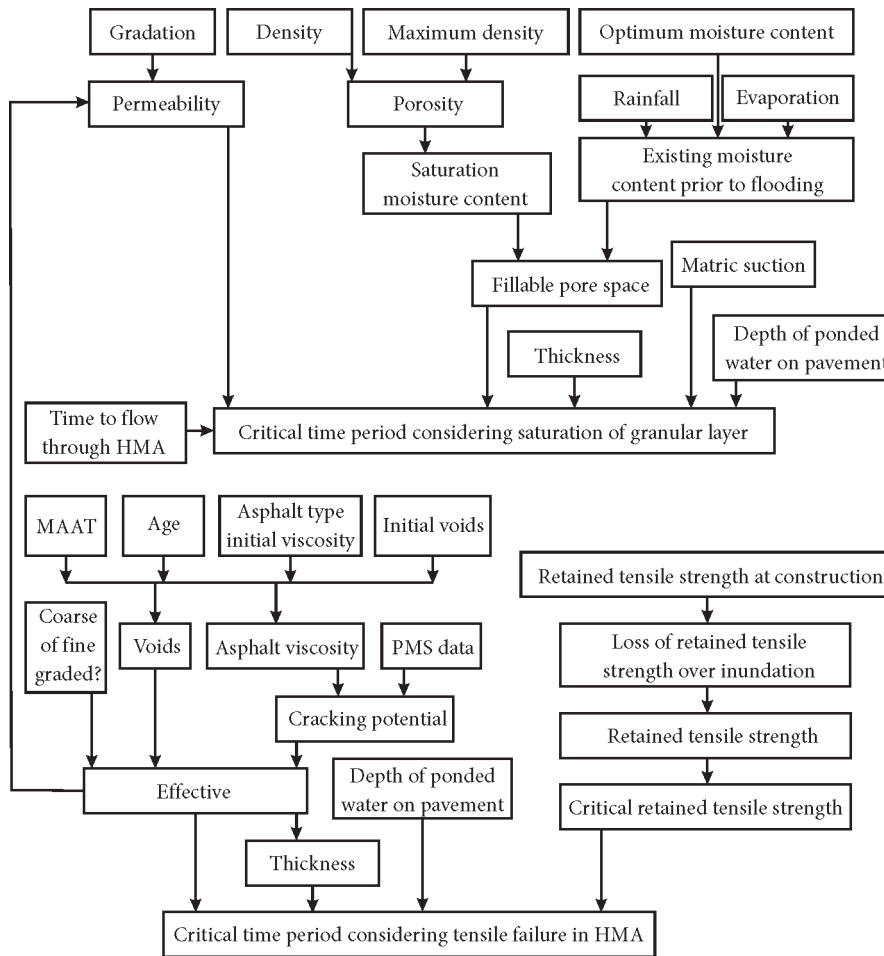 Gradation
Density
Maximum density
Optimum moisture content
Permeability
Porosity
Rainfall
Evaporation
Saturation
moisture content
Existing moisture
content prior to flooding
Fillable pore space
Matric suction
Thickness
Depth of ponded
water on pavement
Time to flow
through HMA
Critical time period considering saturation of granular layer
MAAT
Age
Asphalt type
initial viscosity
Initial voids
Retained tensile strength at construction
Coarse
of fine
graded?
Voids
Asphalt viscosity
PMS data
Loss of retained tensile
strength over inundation
Cracking potential
Retained tensile strength
Effective
Depth of ponded
water on pavement
Critical retained tensile strength
Thickness
Critical time period considering tensile failure in HMA